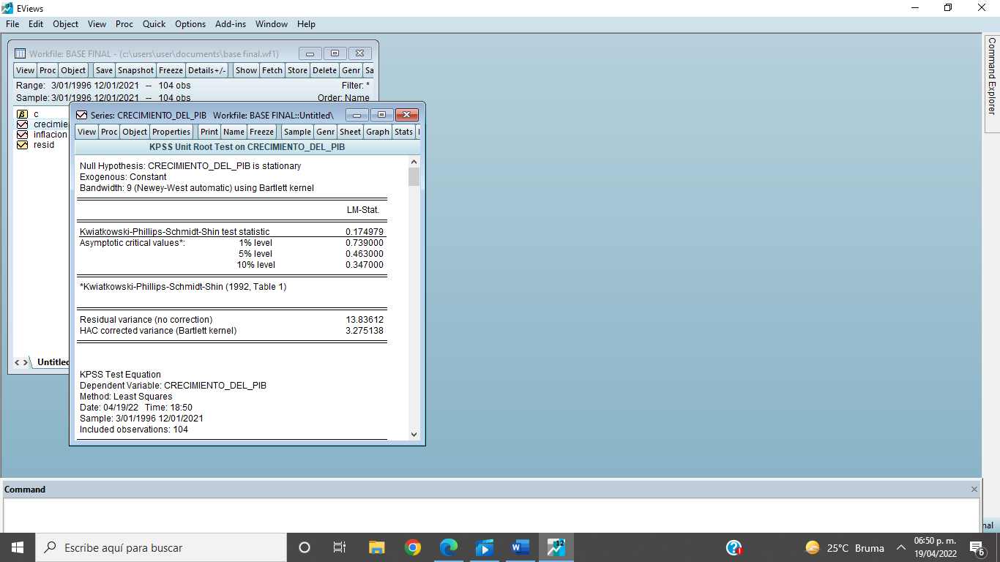 EViews
File Edit Object View Proc Quick Options Add-ins Window Help
Command Explorer
Workfile: BASE FINAL - (c:\users\user\documents\base final.wf1)
View Proc Object Save Snapshot Freeze Details+/- Show Fetch Store Delete Genr Sa
Range: 3/01/1996 12/01/2021 -- 104 obs Filter: *
Sample: 3/01/1996 12/01/2021 -- 104 obs Order: Name
β c
crecimie
inflacion
resid
< > Untitled
Series: CRECIMIENTO_DEL_PIB Workfile: BASE FINAL::Untitled\
View Proc Object Properties Print Name Freeze Sample Genr Sheet Graph Stats
KPSS Unit Root Test on CRECIMIENTO_DEL_PIB
Null Hypothesis: CRECIMIENTO_DEL_PIB is stationary
Exogenous: Constant
Bandwidth: 9 (Newey-West automatic) using Bartlett kernel
LM-Stat.
Kwiatkowski-Phillips-Schmidt-Shin test statistic 0.174979
Asymptotic critical values*: 1% level 0.739000
5% level 0.463000
10% level 0.347000
*Kwiatkowski-Phillips-Schmidt-Shin (1992, Table 1)
Residual variance (no correction) 13.83612
HAC corrected variance (Bartlett kernel) 3.275138
KPSS Test Equation
Dependent Variable: CRECIMIENTO_DEL_PIB
Method: Least Squares
Date: 04/19/22 Time: 18:50
Sample: 3/01/1996 12/01/2021
Included observations: 104
Command
nal
Escribe aquí para buscar
12
25°C Bruma
06:50 p. m.
19/04/2022
6